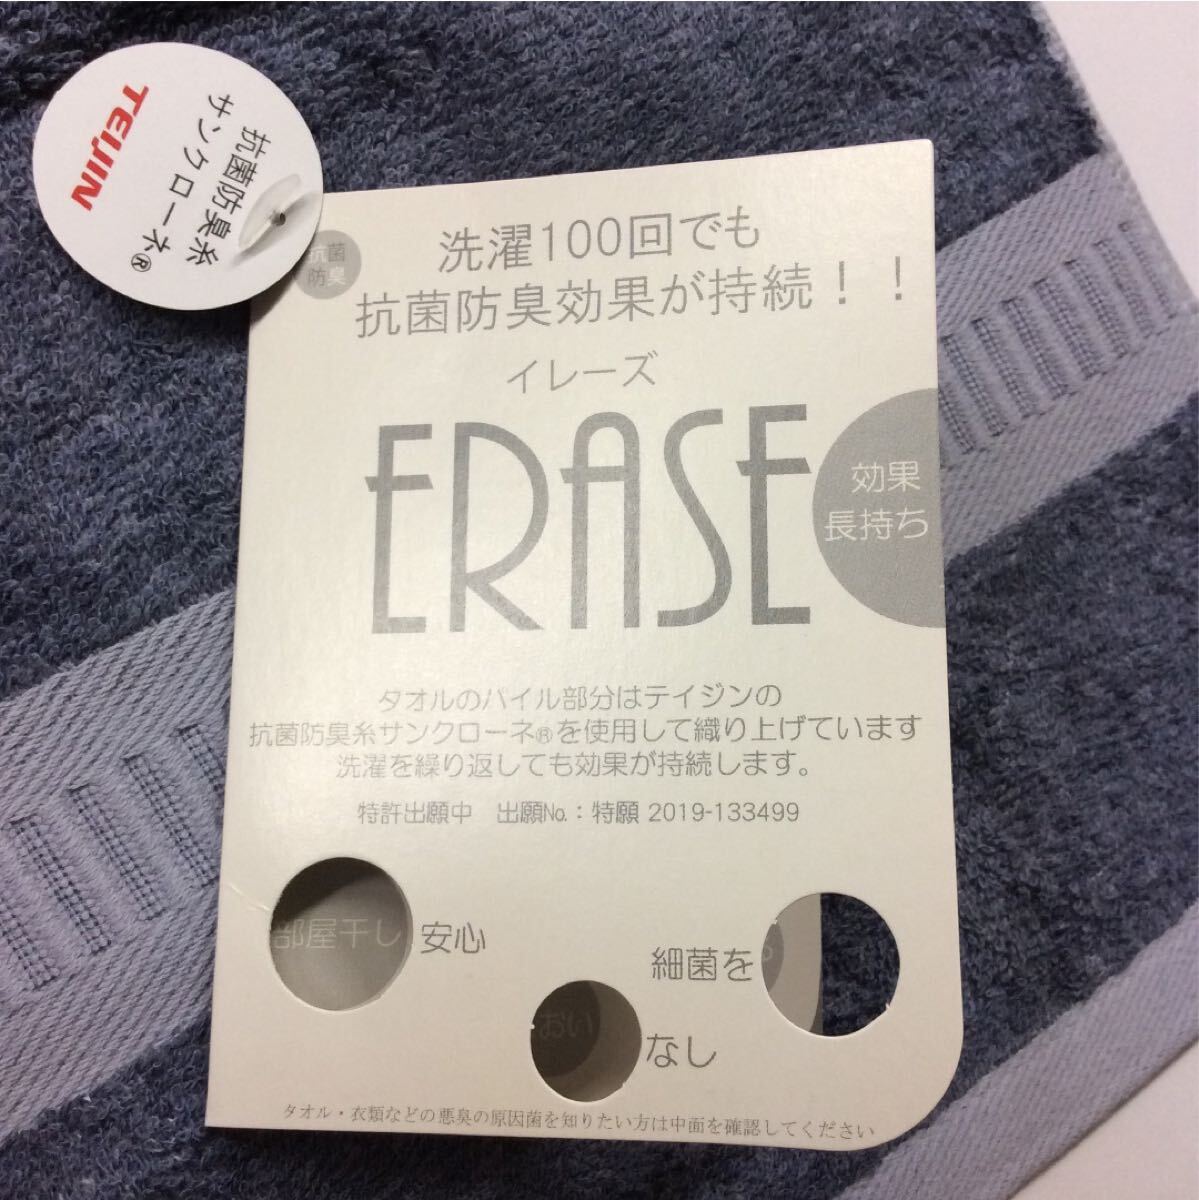 TEIJIN
抗菌防臭糸
サンクローネ®
抗菌
防臭
洗濯100回でも
抗菌防臭効果が持続！！
イレーズ
ERASE
効果
長持ち
タオルのパイル部分はテイジンの
抗菌防臭糸サンクローネ®を使用して織り上げています
洗濯を繰り返しても効果が持続します。
特許出願中　出願No.：特願 2019-133499
部屋干し安心
細菌を
おいなし
タオル・衣類などの悪臭の原因菌を知りたい方は中面を確認してください